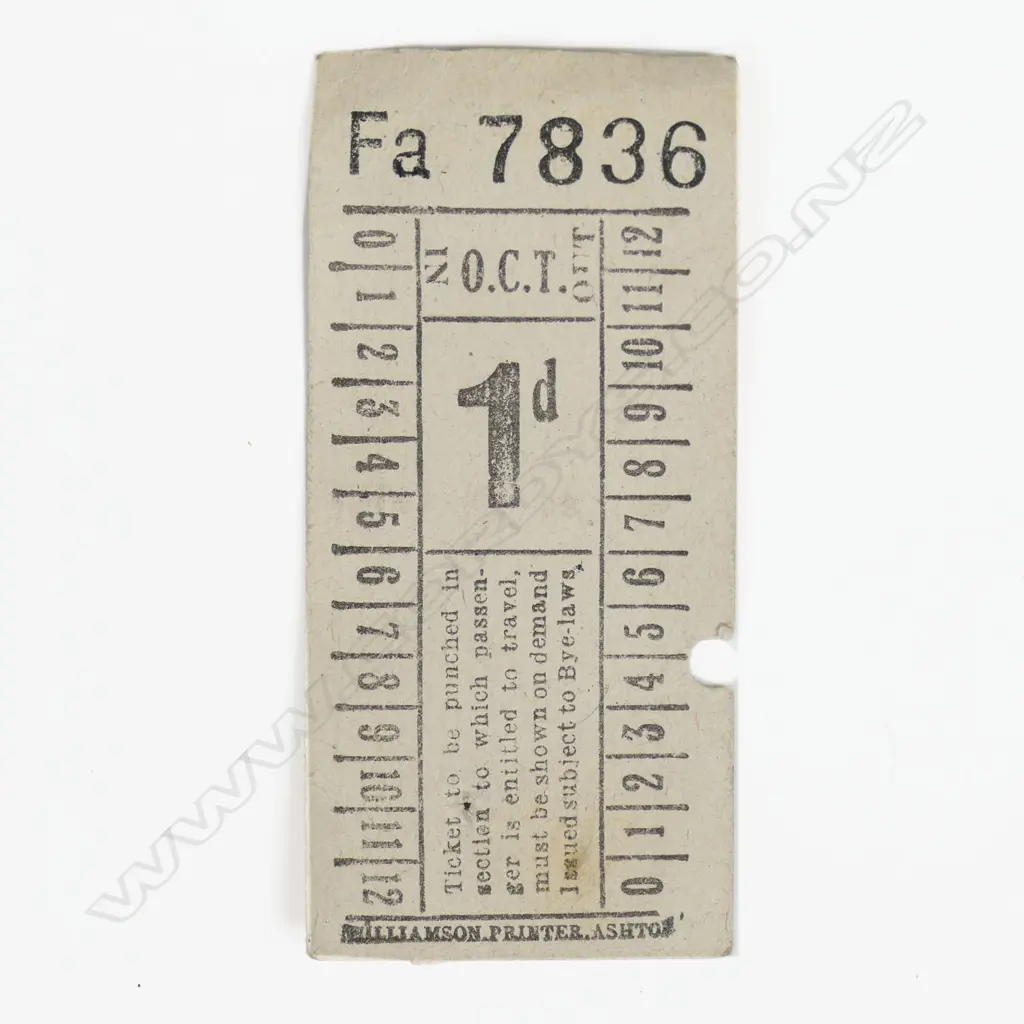 Fa 7836
IN O.C.T. OUT
1d
0
1
2
3
4
5
6
7
8
9
10
11
12
12
11
10
9
8
7
6
5
4
3
2
1
0
Ticket to be punched in
section to which passen-
ger is entitled to travel,
must be shown on demand
Issued subject to Bye-laws
WILLIAMSON.PRINTER.ASHTON